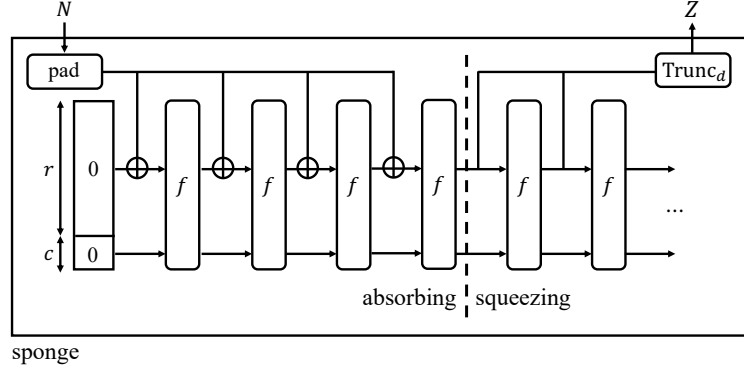 N Z
pad Trunc_d
r 0 f f f f f f
...
c 0
absorbing squeezing
sponge